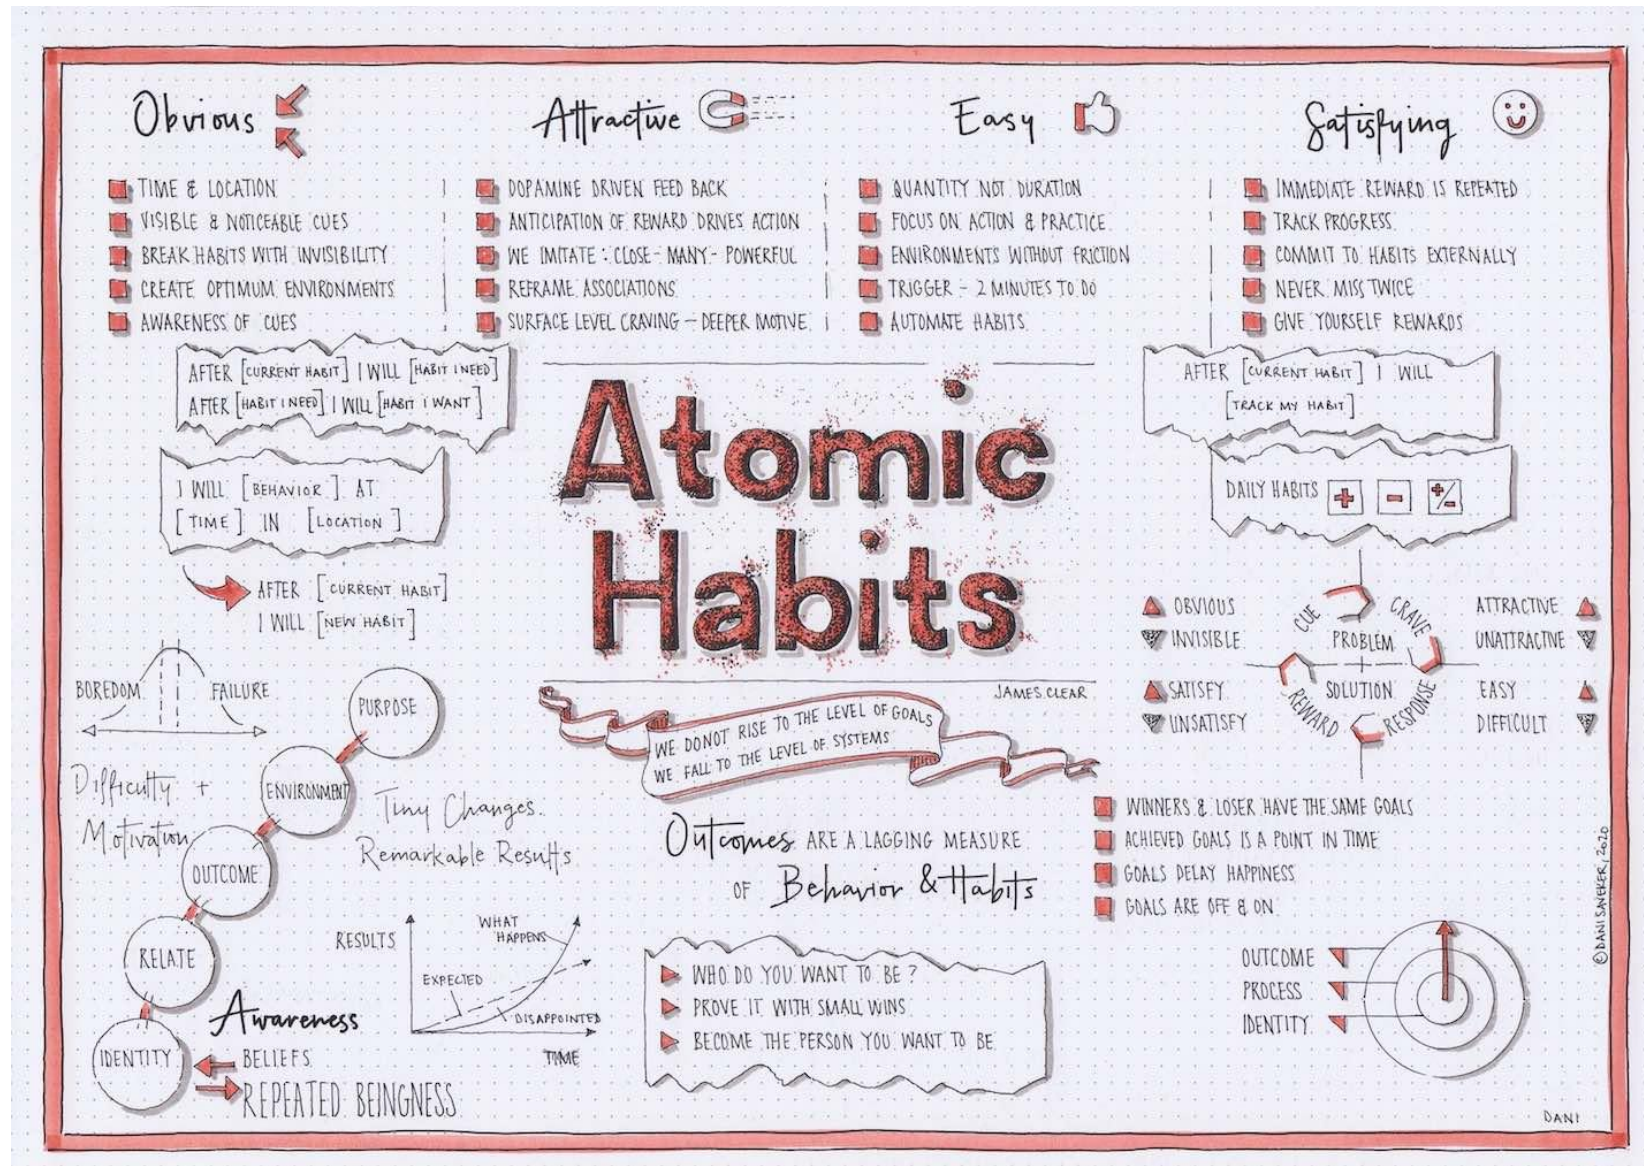 Obvious
TIME & LOCATION
VISIBLE & NOTICEABLE CUES
BREAK HABITS WITH INVISIBILITY
CREATE OPTIMUM ENVIRONMENTS
AWARENESS OF CUES
Attractive
DOPAMINE DRIVEN FEED BACK
ANTICIPATION OF REWARD DRIVES ACTION
WE IMITATE : CLOSE - MANY - POWERFUL
REFRAME ASSOCIATIONS
SURFACE LEVEL CRAVING – DEEPER MOTIVE
Easy
QUANTITY NOT DURATION
FOCUS ON ACTION & PRACTICE
ENVIRONMENTS WITHOUT FRICTION
TRIGGER – 2 MINUTES TO DO
AUTOMATE HABITS
Satisfying
IMMEDIATE REWARD IS REPEATED
TRACK PROGRESS
COMMIT TO HABITS EXTERNALLY
NEVER MISS TWICE
GIVE YOURSELF REWARDS
AFTER [CURRENT HABIT] I WILL [HABIT I NEED]
AFTER [HABIT I NEED] I WILL [HABIT I WANT]
I WILL [BEHAVIOR] AT
[TIME] IN [LOCATION]
AFTER [CURRENT HABIT]
I WILL [NEW HABIT]
Atomic
Habits
JAMES CLEAR
WE DO NOT RISE TO THE LEVEL OF GOALS
WE FALL TO THE LEVEL OF SYSTEMS
AFTER [CURRENT HABIT] I WILL
[TRACK MY HABIT]
DAILY HABITS + - +/-
OBVIOUS
INVISIBLE
SATISFY
UNSATISFY
CUE
CRAVE
PROBLEM
SOLUTION
REWARD
RESPONSE
ATTRACTIVE
UNATTRACTIVE
EASY
DIFFICULT
BOREDOM
FAILURE
Difficulty +
Motivation
PURPOSE
ENVIRONMENT
OUTCOME
RELATE
IDENTITY
Tiny Changes
Remarkable Results
Awareness
BELIEFS
REPEATED BEINGNESS
RESULTS
WHAT
HAPPENS
EXPECTED
DISAPPOINTED
TIME
Outcomes ARE A LAGGING MEASURE
OF Behavior & Habits
WHO DO YOU WANT TO BE ?
PROVE IT WITH SMALL WINS
BECOME THE PERSON YOU WANT TO BE
WINNERS & LOSER HAVE THE SAME GOALS
ACHIEVED GOALS IS A POINT IN TIME
GOALS DELAY HAPPINESS
GOALS ARE OFF & ON
OUTCOME
PROCESS
IDENTITY
© DANI SAVEKER, 2020
DANI